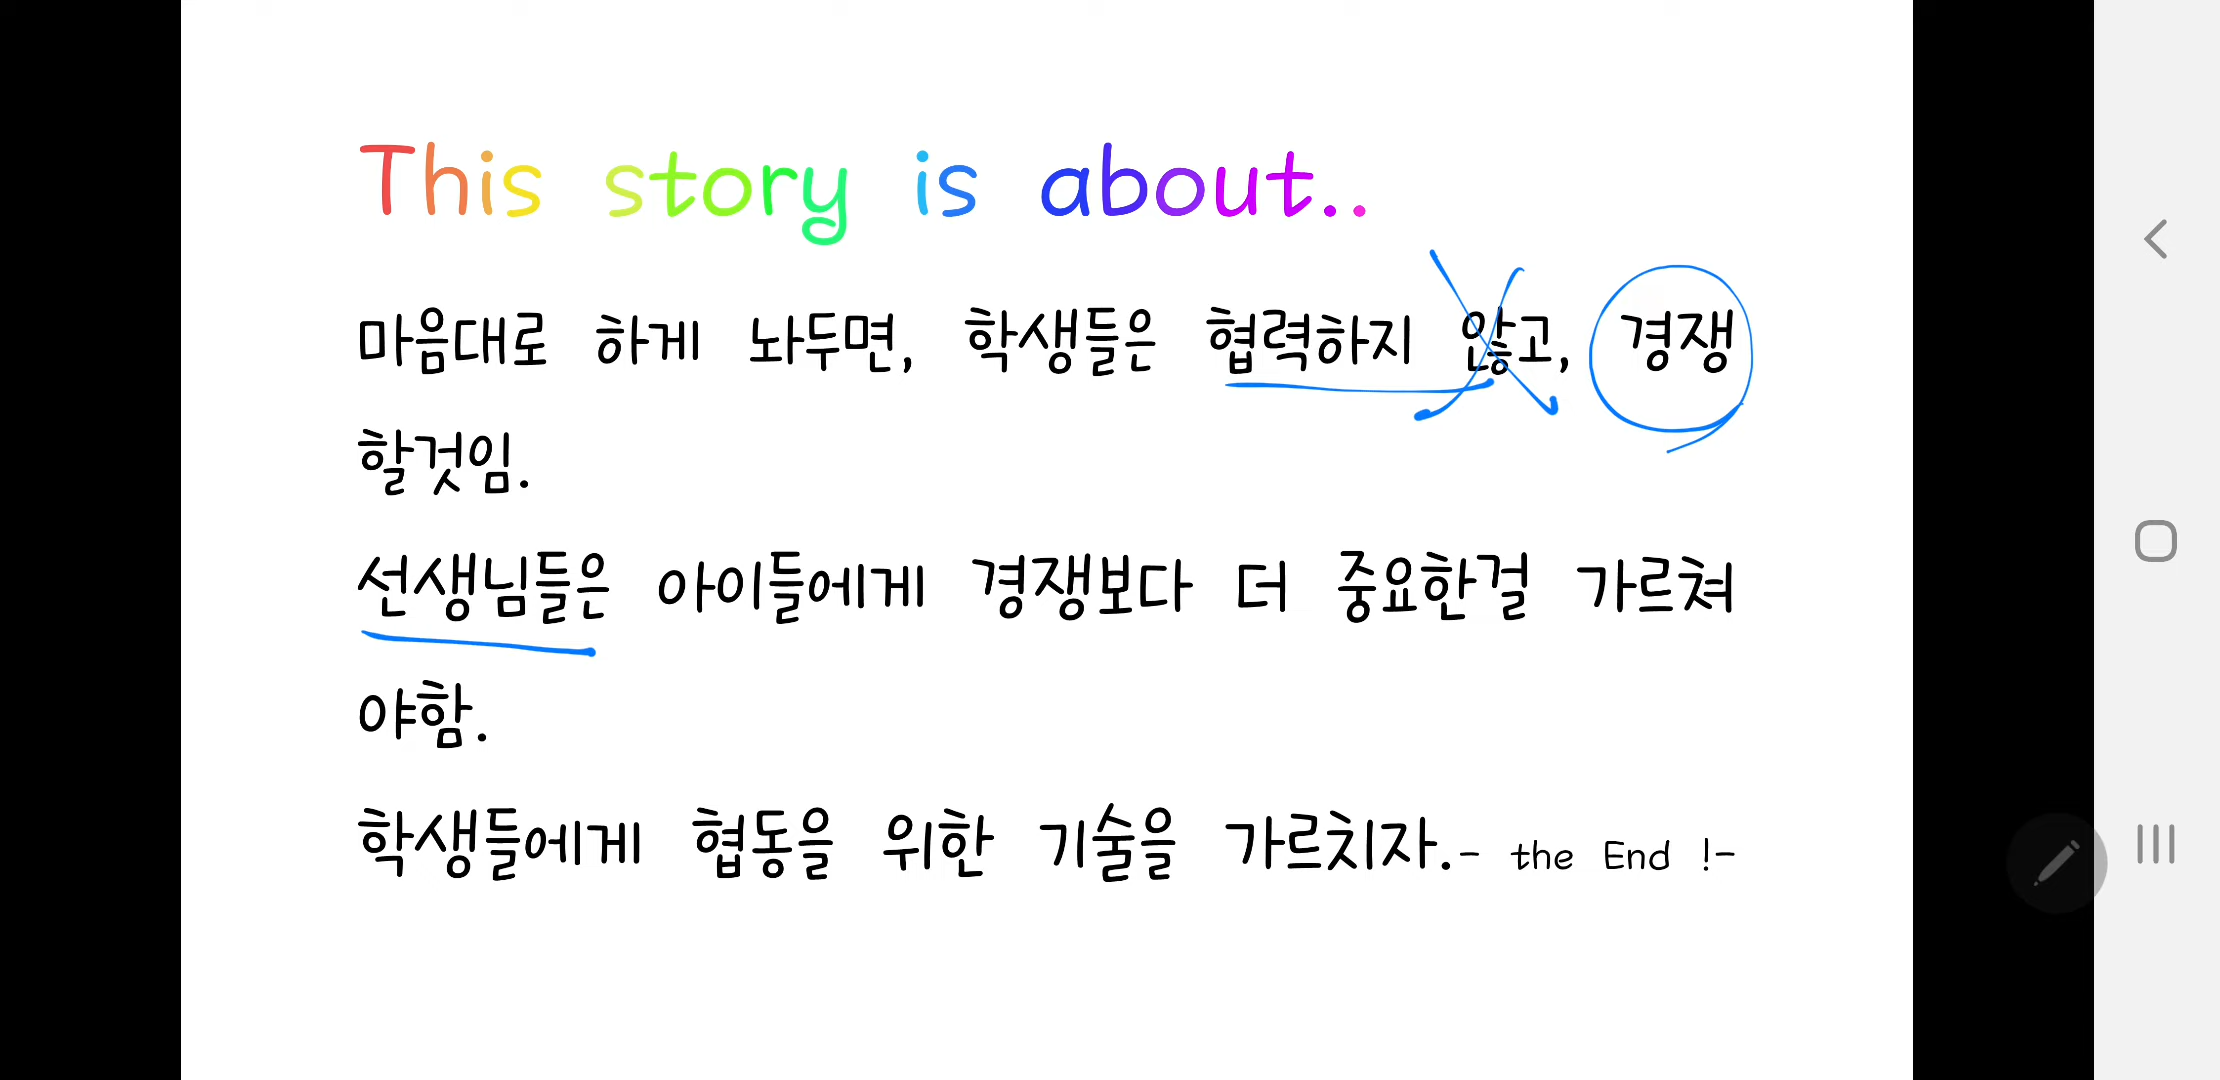 This story is about..
마음대로 하게 놔두면, 학생들은 협력하지 않고, 경쟁
할것임.
선생님들은 아이들에게 경쟁보다 더 중요한걸 가르쳐
야함.
학생들에게 협동을 위한 기술을 가르치자.- the End !-